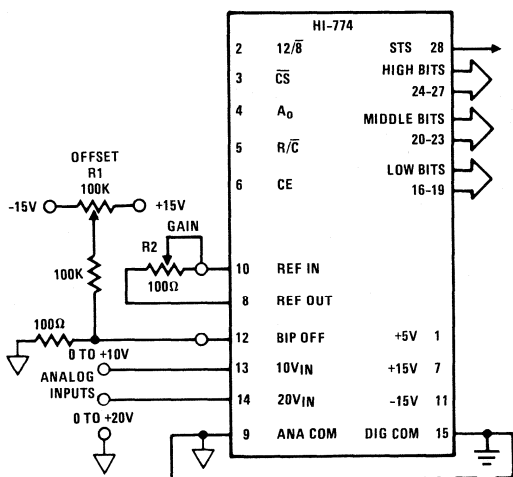 HI-774
2 12/8̅ STS 28
HIGH BITS
3 C̅S̅ 24-27
4 Ao MIDDLE BITS
20-23
5 R/C̅
LOW BITS
6 CE 16-19
OFFSET
R1
100K
-15V +15V
GAIN
R2
100K
100Ω
10 REF IN
8 REF OUT
100Ω
12 BIP OFF +5V 1
0 TO +10V
13 10VIN +15V 7
ANALOG
INPUTS
14 20VIN -15V 11
0 TO +20V
9 ANA COM DIG COM 15